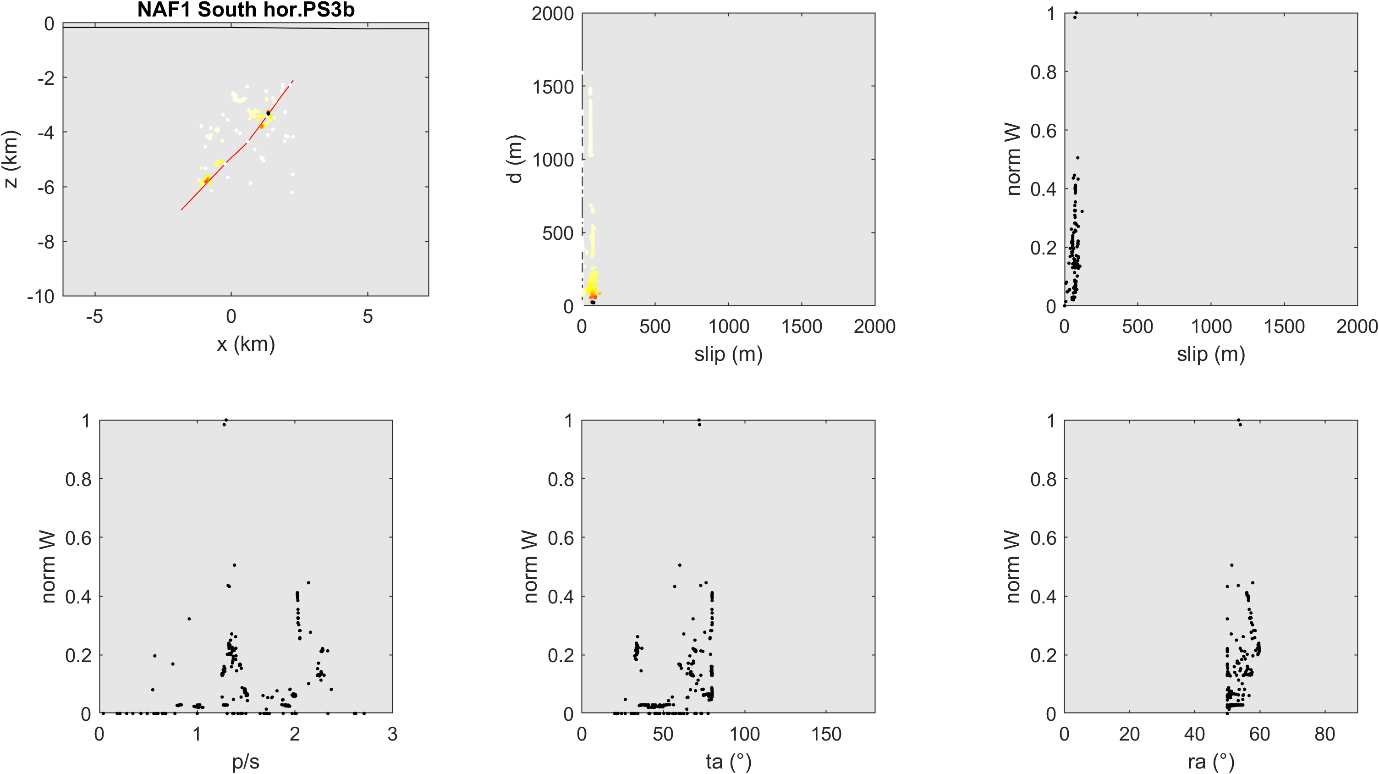 NAF1 South hor.PS3b
0
-2
-4
-6
-8
-10
z (km)
-5 0 5
x (km)
2000
1500
1000
500
0
d (m)
0 500 1000 1500 2000
slip (m)
1
0.8
0.6
0.4
0.2
0
norm W
0 500 1000 1500 2000
slip (m)
1
0.8
0.6
0.4
0.2
0
norm W
0 1 2 3
p/s
1
0.8
0.6
0.4
0.2
0
norm W
0 50 100 150
ta (°)
1
0.8
0.6
0.4
0.2
0
norm W
0 20 40 60 80
ra (°)